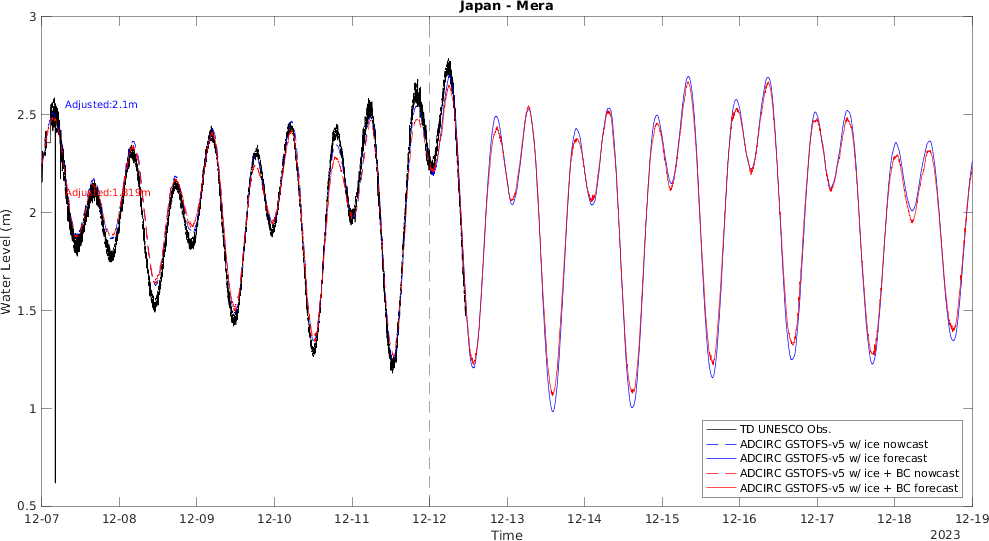 Japan - Mera
3
2.5
2
1.5
1
0.5
Water Level (m)
Adjusted:2.1m
Adjusted:1.819m
TD UNESCO Obs.
ADCIRC GSTOFS-v5 w/ ice nowcast
ADCIRC GSTOFS-v5 w/ ice forecast
ADCIRC GSTOFS-v5 w/ ice + BC nowcast
ADCIRC GSTOFS-v5 w/ ice + BC forecast
12-07 12-08 12-09 12-10 12-11 12-12 12-13 12-14 12-15 12-16 12-17 12-18 12-19
Time
2023